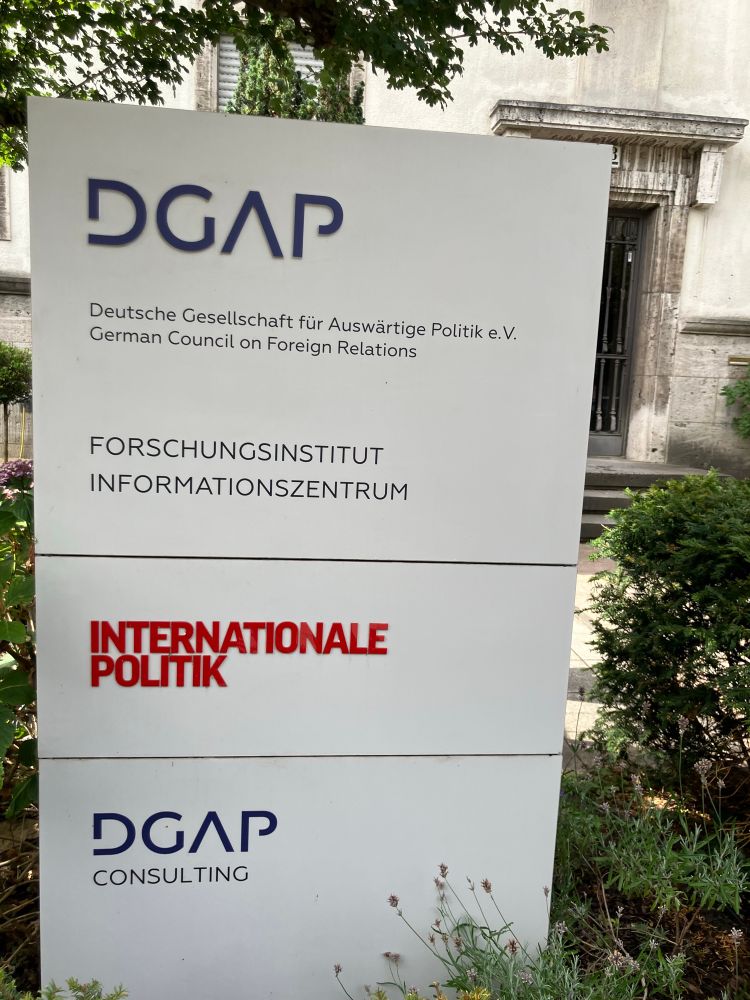 DGAP
Deutsche Gesellschaft für Auswärtige Politik e.V.
German Council on Foreign Relations
FORSCHUNGSINSTITUT
INFORMATIONSZENTRUM
INTERNATIONALE
POLITIK
DGAP
CONSULTING